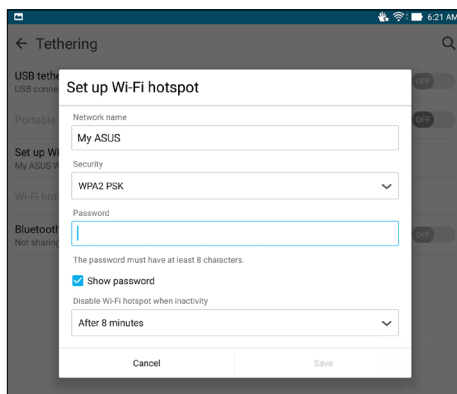 6:21 AM
Tethering
USB tethe
USB conne
OFF
Portable
OFF
Set up Wi
My ASUS W
Wi-Fi hot
Bluetooth
Not sharing
OFF
Set up Wi-Fi hotspot
Network name
My ASUS
Security
WPA2 PSK
Password
The password must have at least 8 characters.
Show password
Disable Wi-Fi hotspot when inactivity
After 8 minutes
Cancel
Save